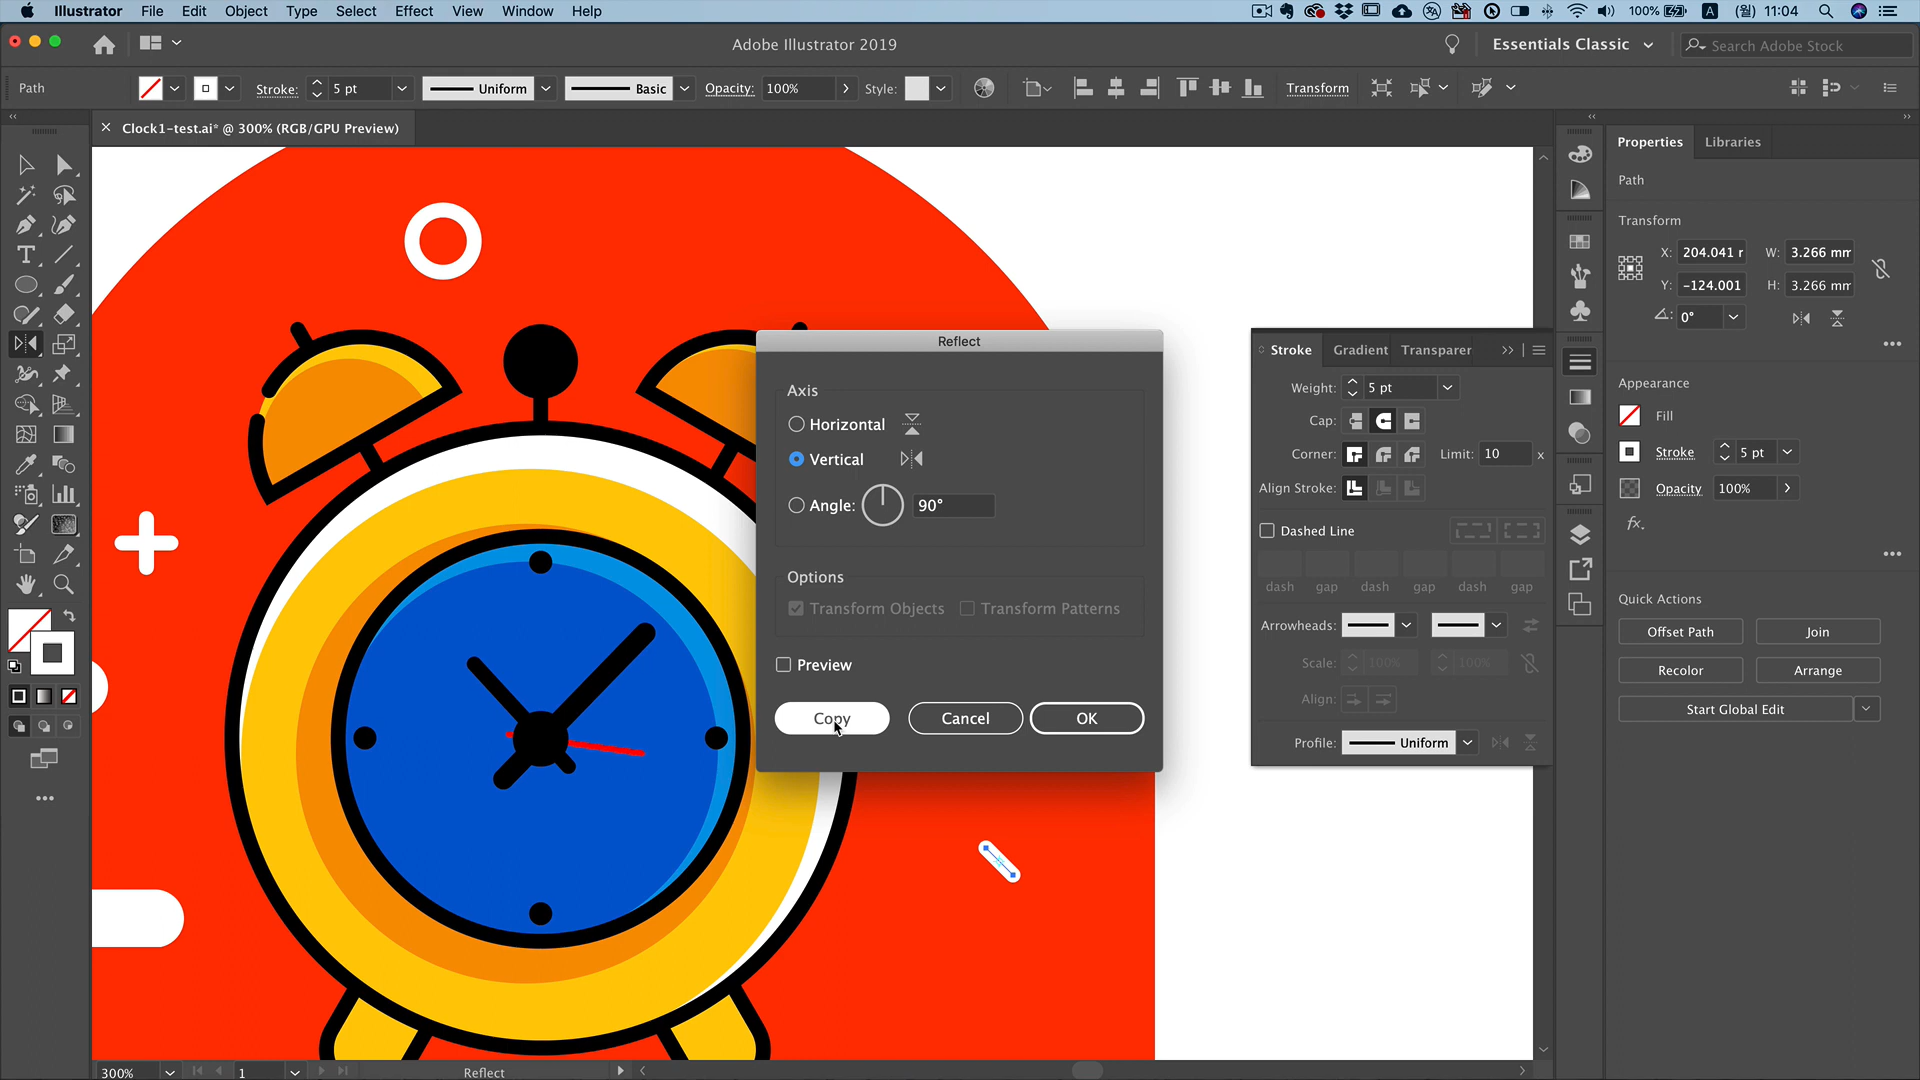 Illustrator File Edit Object Type Select Effect View Window Help 100% A (월) 11:04
Adobe Illustrator 2019 Essentials Classic Search Adobe Stock
Path Stroke: 5 pt Uniform Basic Opacity: 100% Style: Transform
Clock1-test.ai* @ 300% (RGB/GPU Preview)
Properties Libraries
Path
Transform
X: 204.041 r W: 3.266 mm
Y: -124.001 H: 3.266 mm
0°
Appearance
Fill
Stroke 5 pt
Opacity 100%
fx.
Quick Actions
Offset Path Join
Recolor Arrange
Start Global Edit
Stroke Gradient Transparer
Weight: 5 pt
Cap:
Corner: Limit: 10 x
Align Stroke:
Dashed Line
dash gap dash gap dash gap
Arrowheads:
Scale: 100% 100%
Align:
Profile: Uniform
Reflect
Axis
Horizontal
Vertical
Angle: 90°
Options
Transform Objects Transform Patterns
Preview
Copy Cancel OK
300% 1 Reflect